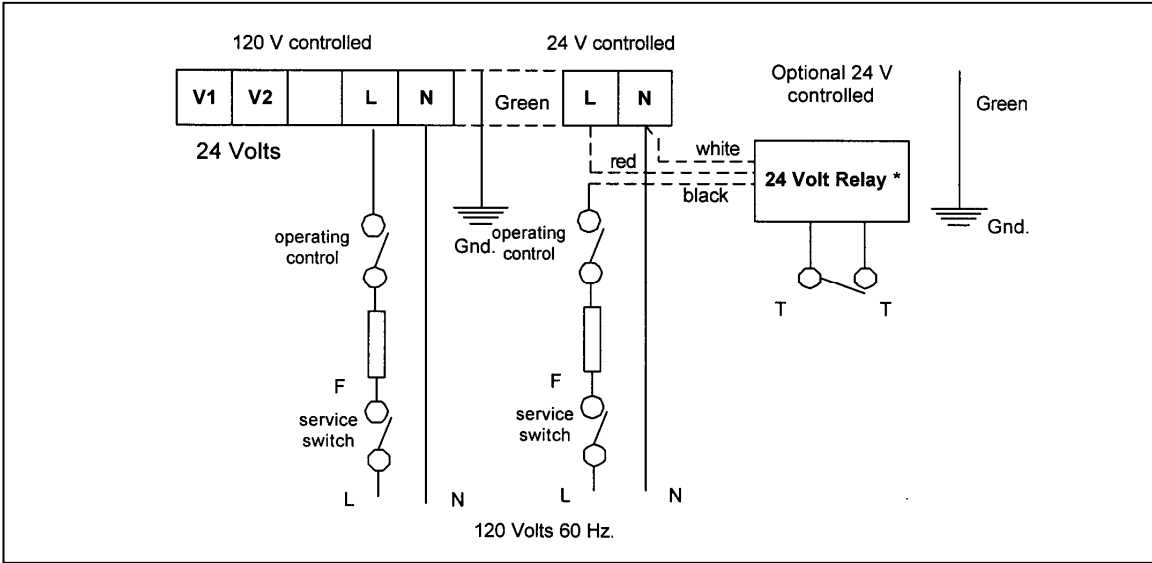 120 V controlled
24 V controlled
Optional 24 V
controlled
V1 V2 L N
Green
L N
Green
24 Volts
white
red
black
24 Volt Relay *
operating
control
Gnd.
operating
control
Gnd.
T T
F
F
service
switch
service
switch
L N
L N
120 Volts 60 Hz.